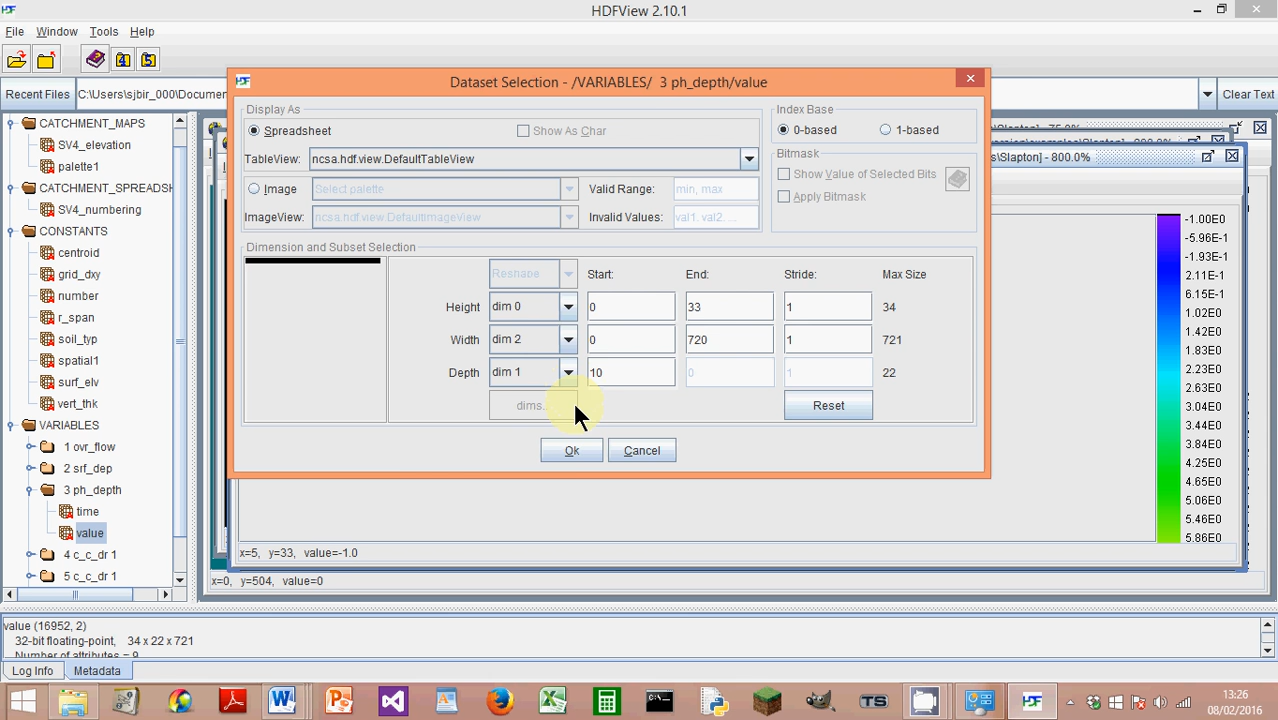 HDFView 2.10.1
File Window Tools Help
Recent Files C:\Users\sjbir_000\Documen Clear Text
CATCHMENT_MAPS
SV4_elevation
palette1
CATCHMENT_SPREADSH
SV4_numbering
CONSTANTS
centroid
grid_dxy
number
r_span
soil_typ
spatial1
surf_elv
vert_thk
VARIABLES
1 ovr_flow
2 srf_dep
3 ph_depth
time
value
4 c_c_dr 1
5 c_c_dr 1
Dataset Selection - /VARIABLES/ 3 ph_depth/value
Display As
Spreadsheet Show As Char
TableView: ncsa.hdf.view.DefaultTableView
Image Select palette Valid Range: min, max
ImageView: ncsa.hdf.view.DefaultImageView Invalid Values: val1, val2, ...
Index Base
0-based 1-based
Bitmask
Show Value of Selected Bits
Apply Bitmask
Dimension and Subset Selection
Reshape Start: End: Stride: Max Size
Height dim 0 0 33 1 34
Width dim 2 0 720 1 721
Depth dim 1 10 0 1 22
dims.. Reset
Ok Cancel
s\Slapton] - 800.0%
-1.00E0
-5.96E-1
-1.93E-1
2.11E-1
6.15E-1
1.02E0
1.42E0
1.83E0
2.23E0
2.63E0
3.04E0
3.44E0
3.84E0
4.25E0
4.65E0
5.06E0
5.46E0
5.86E0
x=5, y=33, value=-1.0
x=0, y=504, value=0
value (16952, 2)
32-bit floating-point, 34 x 22 x 721
Number of attributes = 9
Log Info Metadata
13:26
08/02/2016